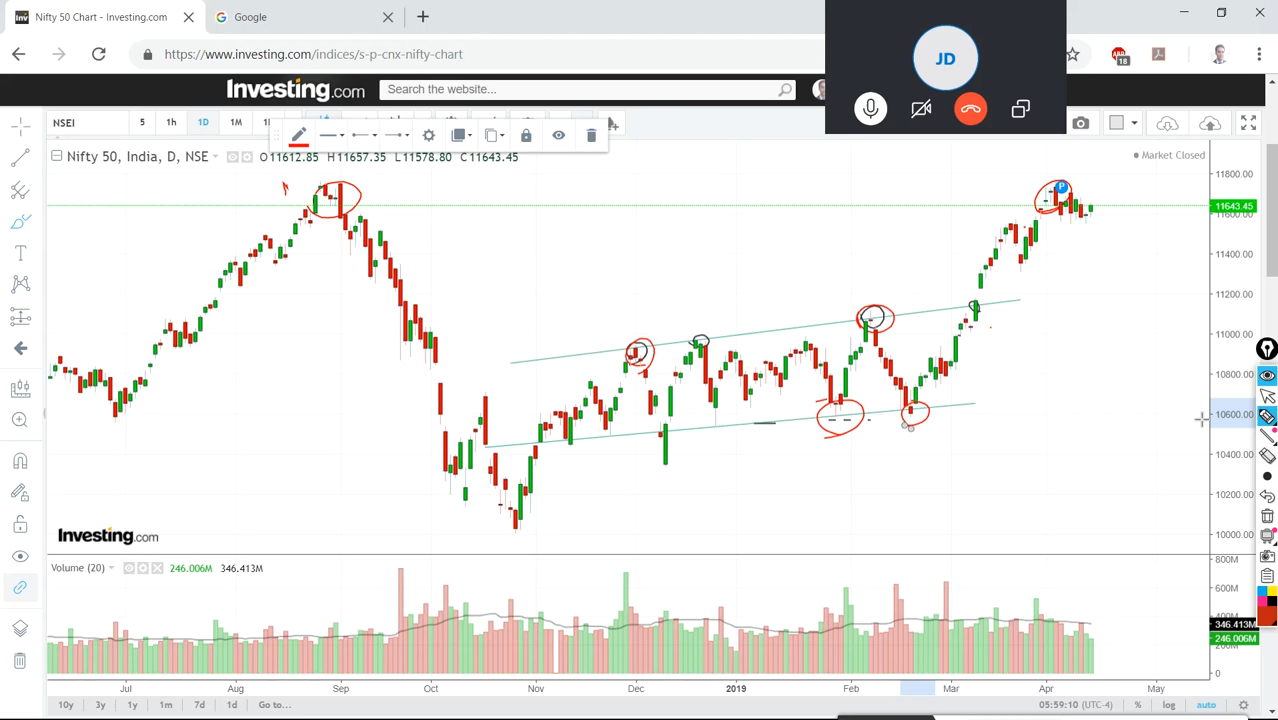 Nifty 50 Chart - Investing.com
Google
https://www.investing.com/indices/s-p-cnx-nifty-chart
18
Investing.com
Search the website...
JD
NSEI
5
1h
1D
1M
Nifty 50, India, D, NSE
O11612.85 H11657.35 L11578.80 C11643.45
Market Closed
P
11800.00
11643.45
11600.00
11400.00
11200.00
11000.00
10800.00
10600.00
10400.00
10200.00
10000.00
Investing.com
Volume (20)
246.006M
346.413M
800M
600M
400M
346.413M
246.006M
200M
0
Jul
Aug
Sep
Oct
Nov
Dec
2019
Feb
Mar
Apr
May
10y
3y
1y
1m
7d
1d
Go to...
05:59:10 (UTC-4)
%
log
auto